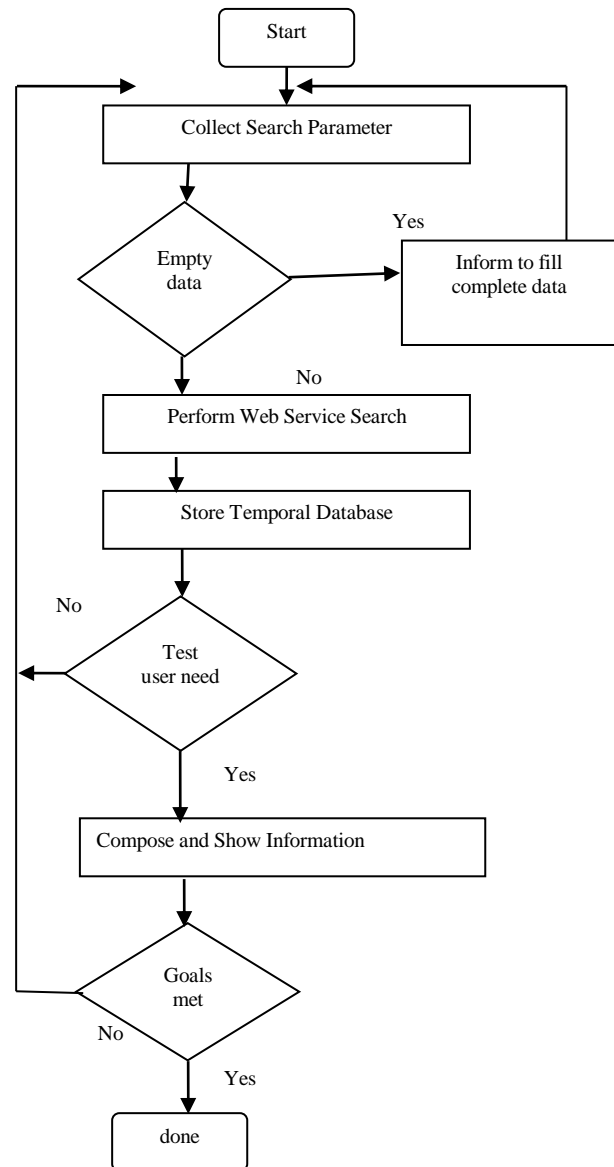 Start
Collect Search Parameter
Yes
Empty
data
Inform to fill
complete data
No
Perform Web Service Search
Store Temporal Database
No
Test
user need
Yes
Compose and Show Information
Goals
met
No
Yes
done